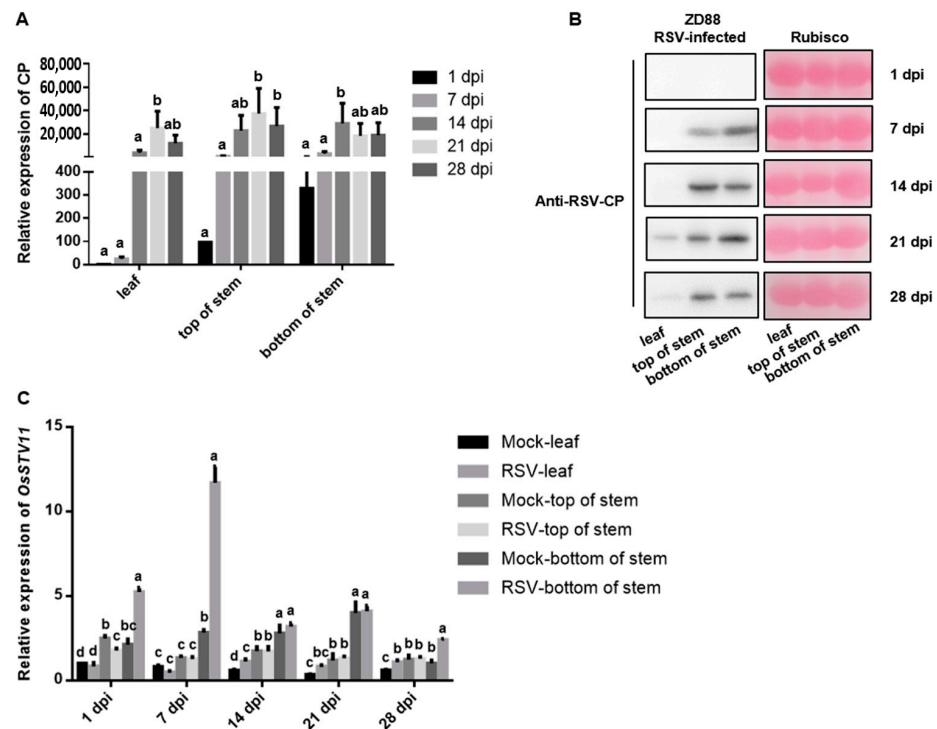 A
Relative expression of CP
80,000
60,000
40,000
20,000
400
300
200
100
0
a a a b ab
a a ab b b
a a b ab ab
leaf
top of stem
bottom of stem
1 dpi
7 dpi
14 dpi
21 dpi
28 dpi
B
ZD88
RSV-infected
Rubisco
Anti-RSV-CP
1 dpi
7 dpi
14 dpi
21 dpi
28 dpi
leaf
top of stem
bottom of stem
leaf
top of stem
bottom of stem
C
Relative expression of OsSTV11
15
10
5
0
d d b c bc a
c c c c b a
d c b b a a
c c b b a a
c b b b b a
1 dpi
7 dpi
14 dpi
21 dpi
28 dpi
Mock-leaf
RSV-leaf
Mock-top of stem
RSV-top of stem
Mock-bottom of stem
RSV-bottom of stem